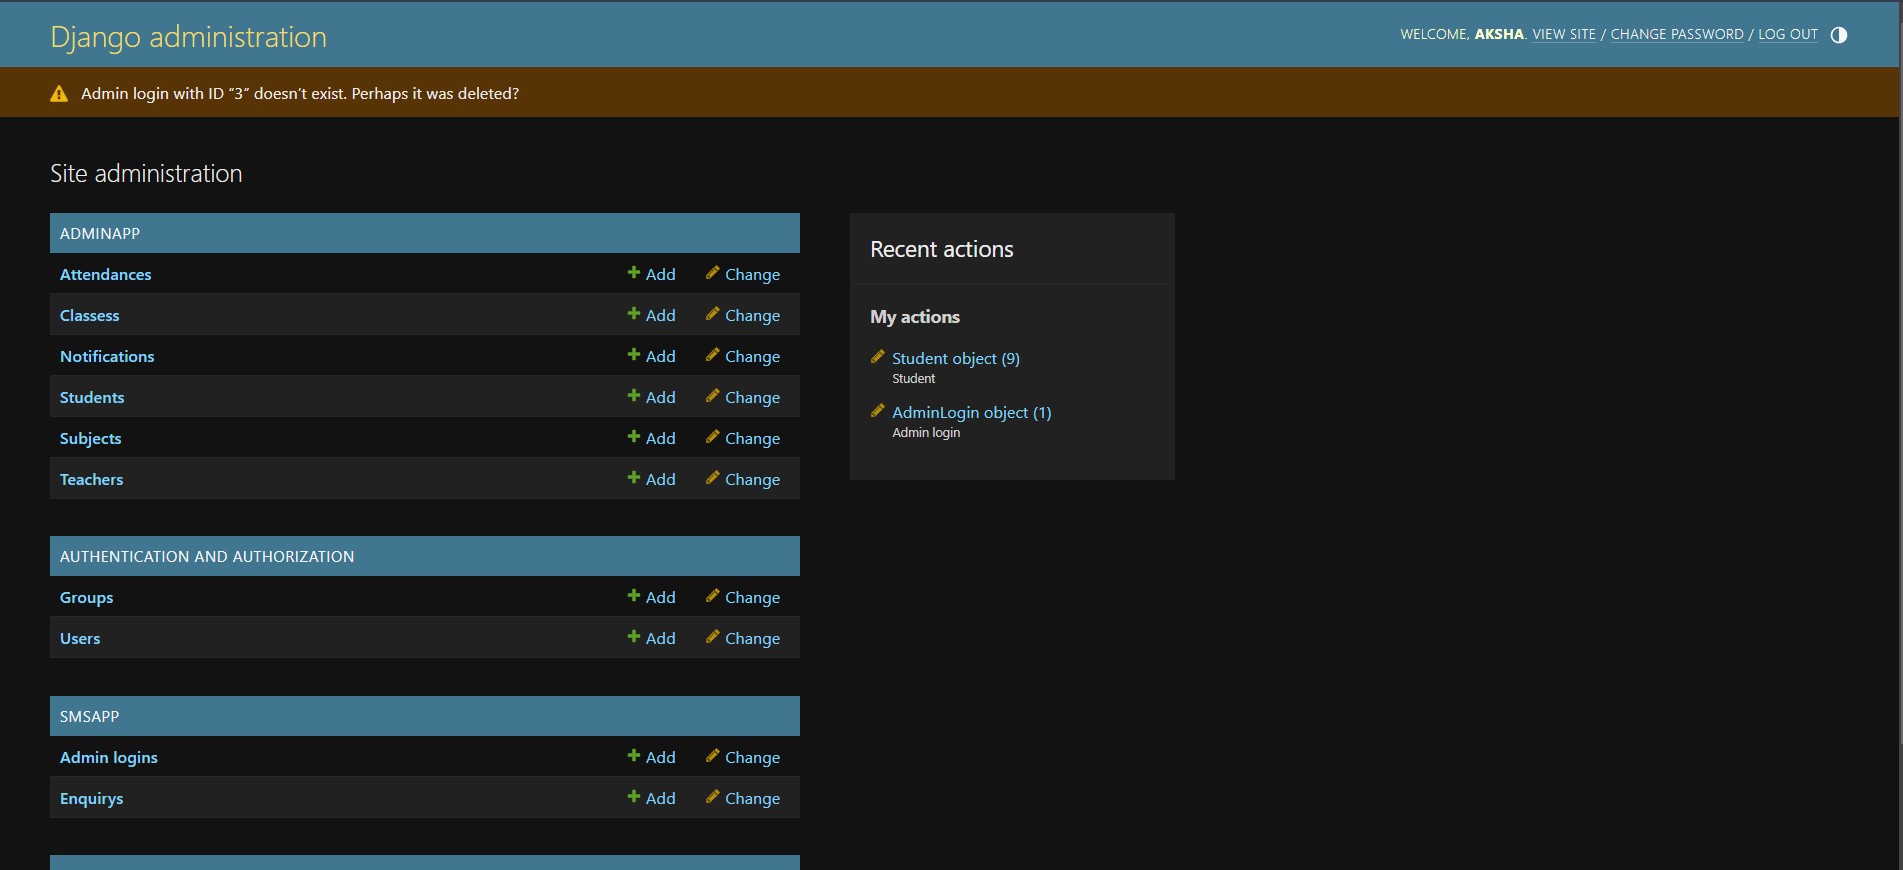 Django administration
WELCOME, AKSHA. VIEW SITE / CHANGE PASSWORD / LOG OUT
Admin login with ID “3” doesn’t exist. Perhaps it was deleted?
Site administration
ADMINAPP
Attendances Add Change
Classess Add Change
Notifications Add Change
Students Add Change
Subjects Add Change
Teachers Add Change
AUTHENTICATION AND AUTHORIZATION
Groups Add Change
Users Add Change
SMSAPP
Admin logins Add Change
Enquirys Add Change
Recent actions
My actions
Student object (9)
Student
AdminLogin object (1)
Admin login